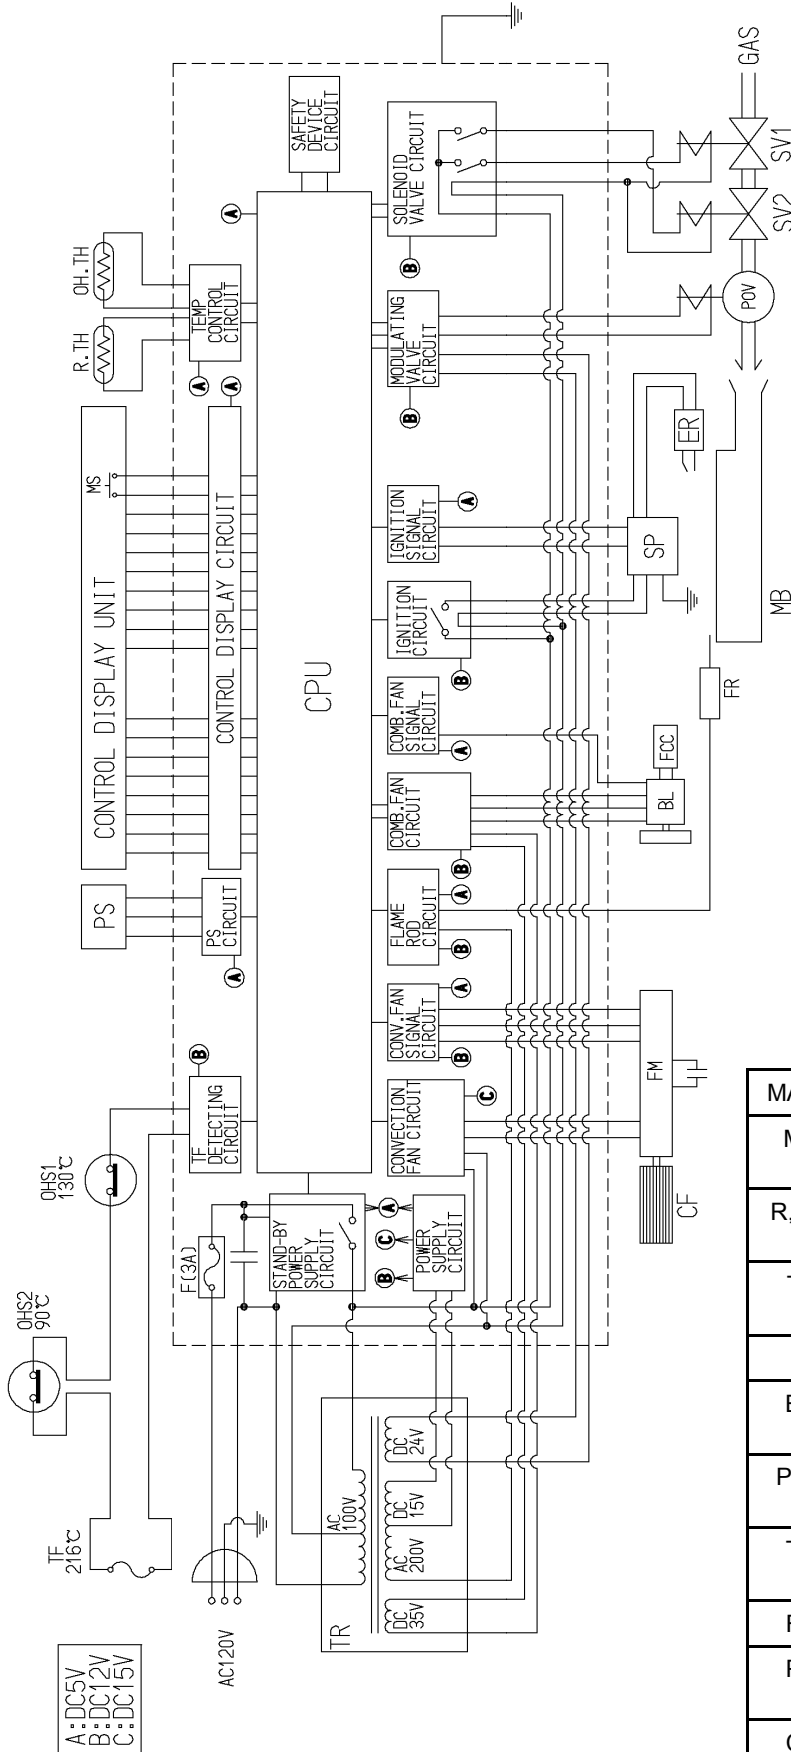 A : DC5V
B : DC12V
C : DC15V
TF
216℃
OHS2
90℃
OHS1
130℃
AC120V
F(3A)
TR
AC
100V
DC
35V
AC
200V
DC
15V
DC
24V
STAND-BY
POWER
SUPPLY
CIRCUIT
POWER
SUPPLY
CIRCUIT
B
C
A
TF
DETECTING
CIRCUIT
B
PS
PS
CIRCUIT
A
CONTROL DISPLAY UNIT
MS
CONTROL DISPLAY CIRCUIT
A
R.TH
OH.TH
TEMP
CONTROL
CIRCUIT
A
CPU
A
SAFETY
DEVICE
CIRCUIT
CONVECTION
FAN CIRCUIT
C
CONV.FAN
SIGNAL
CIRCUIT
B
A
FLAME
ROD
CIRCUIT
B
A
COMB.FAN
CIRCUIT
B
COMB.FAN
SIGNAL
CIRCUIT
A
IGNITION
CIRCUIT
B
IGNITION
SIGNAL
CIRCUIT
A
MODULATING
VALVE
CIRCUIT
B
SOLENOID
VALVE CIRCUIT
B
CF
FM
BL
FCC
FR
SP
ER
MB
POV
SV2
SV1
GAS
MA
M
R,
E
P
F